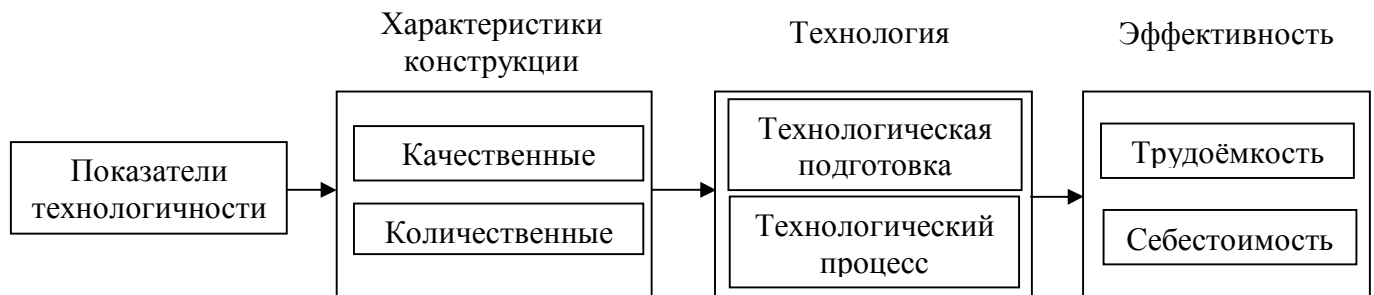 Характеристики
конструкции
Технология
Эффективность
Показатели
технологичности
Качественные
Количественные
Технологическая
подготовка
Технологический
процесс
Трудоёмкость
Себестоимость